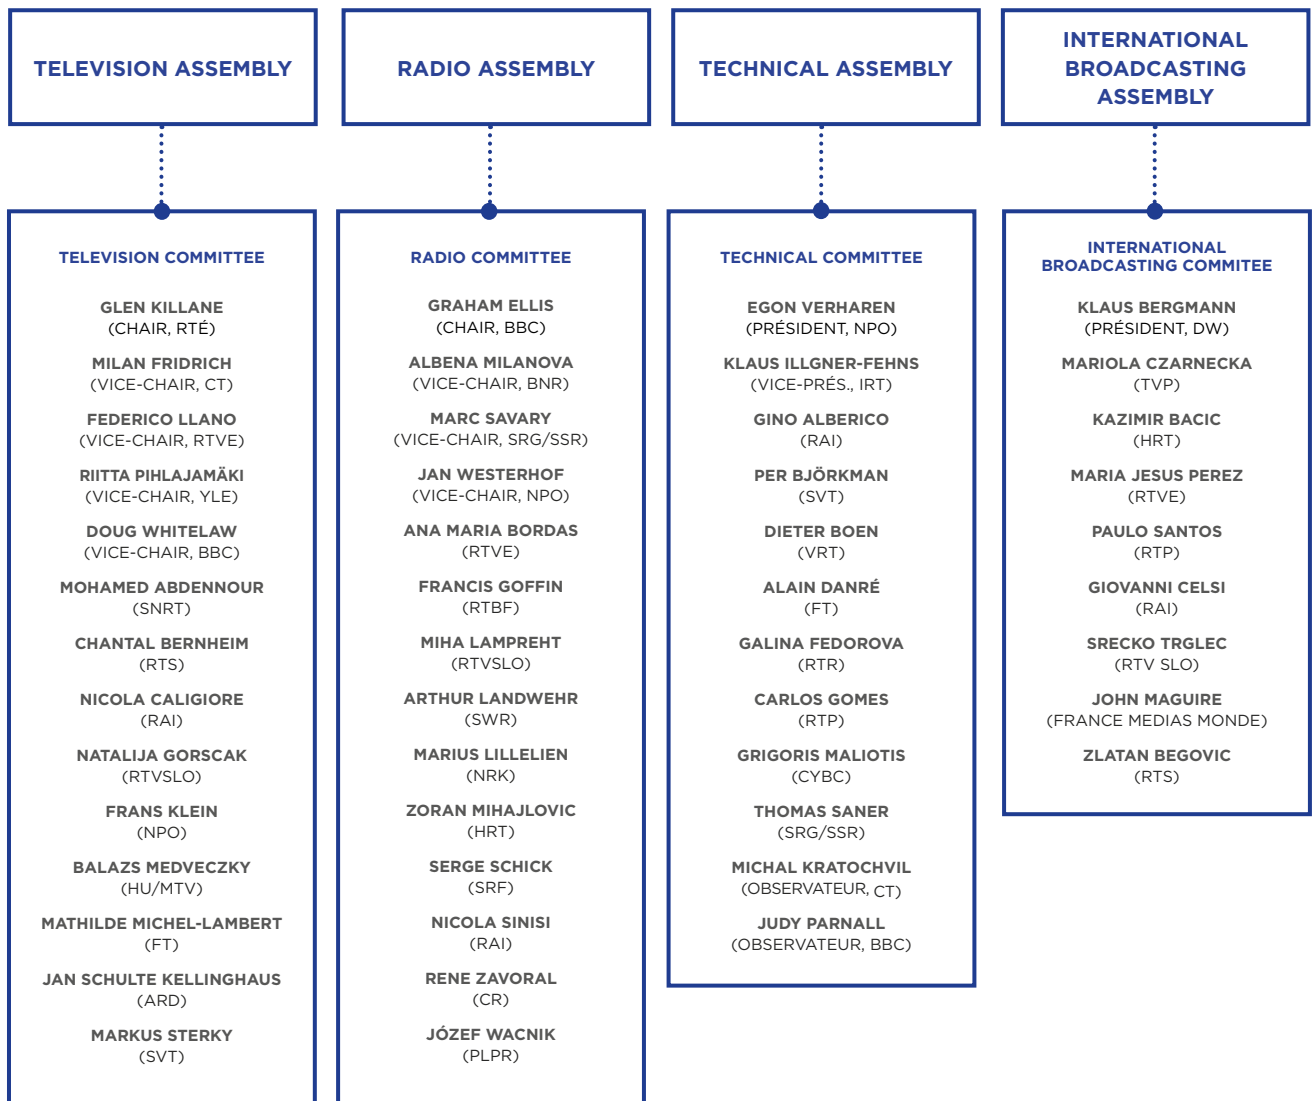 TELEVISION ASSEMBLY
RADIO ASSEMBLY
TECHNICAL ASSEMBLY
INTERNATIONAL
BROADCASTING
ASSEMBLY
TELEVISION COMMITTEE
GLEN KILLANE
(CHAIR, RTÉ)
MILAN FRIDRICH
(VICE-CHAIR, CT)
FEDERICO LLANO
(VICE-CHAIR, RTVE)
RIITTA PIHLAJAMÄKI
(VICE-CHAIR, YLE)
DOUG WHITELAW
(VICE-CHAIR, BBC)
MOHAMED ABDENNOUR
(SNRT)
CHANTAL BERNHEIM
(RTS)
NICOLA CALIGIORE
(RAI)
NATALIJA GORSCAK
(RTVSLO)
FRANS KLEIN
(NPO)
BALAZS MEDVECZKY
(HU/MTV)
MATHILDE MICHEL-LAMBERT
(FT)
JAN SCHULTE KELLINGHAUS
(ARD)
MARKUS STERKY
(SVT)
RADIO COMMITTEE
GRAHAM ELLIS
(CHAIR, BBC)
ALBENA MILANOVA
(VICE-CHAIR, BNR)
MARC SAVARY
(VICE-CHAIR, SRG/SSR)
JAN WESTERHOF
(VICE-CHAIR, NPO)
ANA MARIA BORDAS
(RTVE)
FRANCIS GOFFIN
(RTBF)
MIHA LAMPREHT
(RTVSLO)
ARTHUR LANDWEHR
(SWR)
MARIUS LILLELIEN
(NRK)
ZORAN MIHAJLOVIC
(HRT)
SERGE SCHICK
(SRF)
NICOLA SINISI
(RAI)
RENE ZAVORAL
(CR)
JÓZEF WACNIK
(PLPR)
TECHNICAL COMMITTEE
EGON VERHAREN
(PRÉSIDENT, NPO)
KLAUS ILLGNER-FEHNS
(VICE-PRÉS., IRT)
GINO ALBERICO
(RAI)
PER BJÖRKMAN
(SVT)
DIETER BOEN
(VRT)
ALAIN DANRÉ
(FT)
GALINA FEDOROVA
(RTR)
CARLOS GOMES
(RTP)
GRIGORIS MALIOTIS
(CYBC)
THOMAS SANER
(SRG/SSR)
MICHAL KRATOCHVIL
(OBSERVATEUR, CT)
JUDY PARNALL
(OBSERVATEUR, BBC)
INTERNATIONAL
BROADCASTING COMMITEE
KLAUS BERGMANN
(PRÉSIDENT, DW)
MARIOLA CZARNECKA
(TVP)
KAZIMIR BACIC
(HRT)
MARIA JESUS PEREZ
(RTVE)
PAULO SANTOS
(RTP)
GIOVANNI CELSI
(RAI)
SRECKO TRGLEC
(RTV SLO)
JOHN MAGUIRE
(FRANCE MEDIAS MONDE)
ZLATAN BEGOVIC
(RTS)